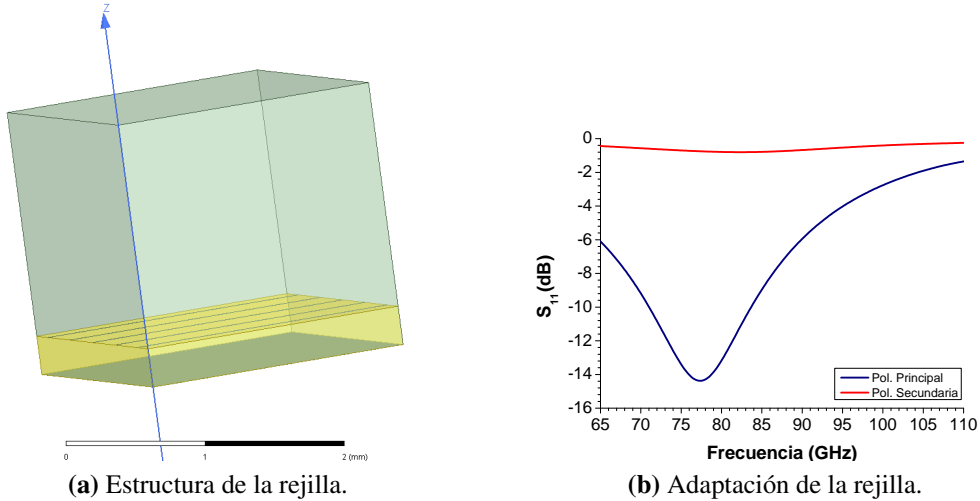 Z
0
1
2 (mm)
(a) Estructura de la rejilla.
0
-2
-4
-6
-8
-10
-12
-14
-16
S11(dB)
Pol. Principal
Pol. Secundaria
65 70 75 80 85 90 95 100 105 110
Frecuencia (GHz)
(b) Adaptación de la rejilla.